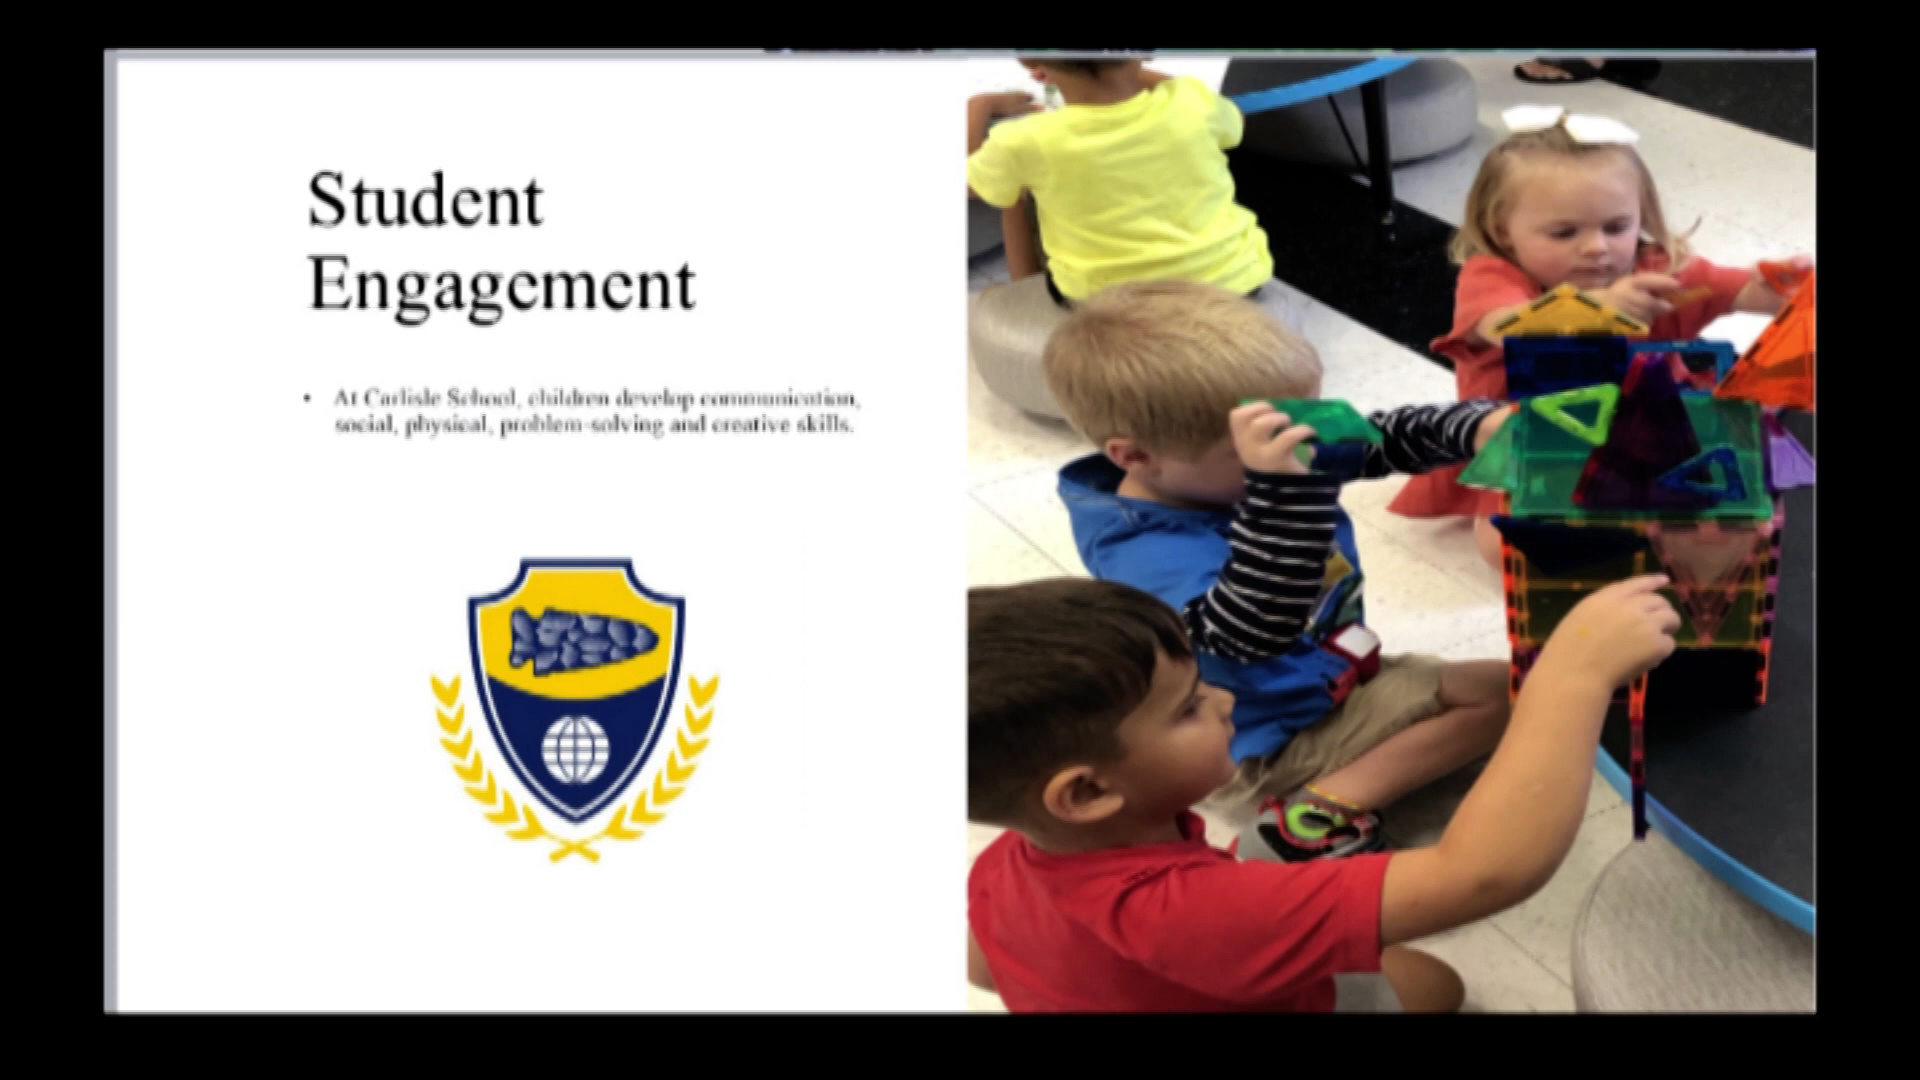 Student
Engagement
• At Carlisle School, children develop communication,
social, physical, problem-solving and creative skills.